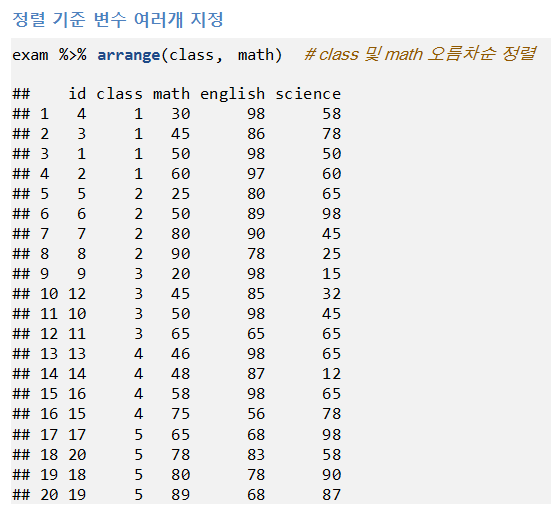 정렬 기준 변수 여러개 지정
exam %>% arrange(class, math)  # class 및 math 오름차순 정렬
##    id class math english science
## 1   4     1   30      98      58
## 2   3     1   45      86      78
## 3   1     1   50      98      50
## 4   2     1   60      97      60
## 5   5     2   25      80      65
## 6   6     2   50      89      98
## 7   7     2   80      90      45
## 8   8     2   90      78      25
## 9   9     3   20      98      15
## 10 12     3   45      85      32
## 11 10     3   50      98      45
## 12 11     3   65      65      65
## 13 13     4   46      98      65
## 14 14     4   48      87      12
## 15 16     4   58      98      65
## 16 15     4   75      56      78
## 17 17     5   65      68      98
## 18 20     5   78      83      58
## 19 18     5   80      78      90
## 20 19     5   89      68      87